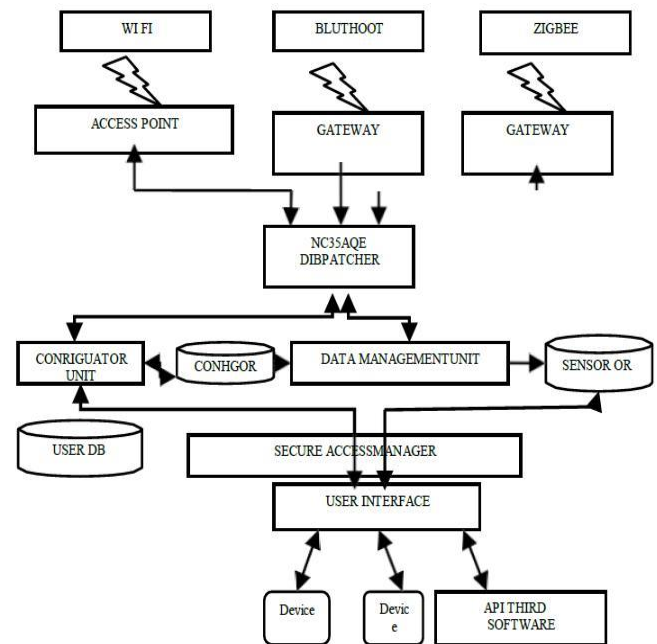 WI FI
BLUTHOOT
ZIGBEE
ACCESS POINT
GATEWAY
GATEWAY
NC35AQE
DIBPATCHER
CONRIGUATOR
UNIT
CONHGOR
DATA MANAGEMENTUNIT
SENSOR OR
USER DB
SECURE ACCESSMANAGER
USER INTERFACE
Device
Devic
e
API THIRD
SOFTWARE